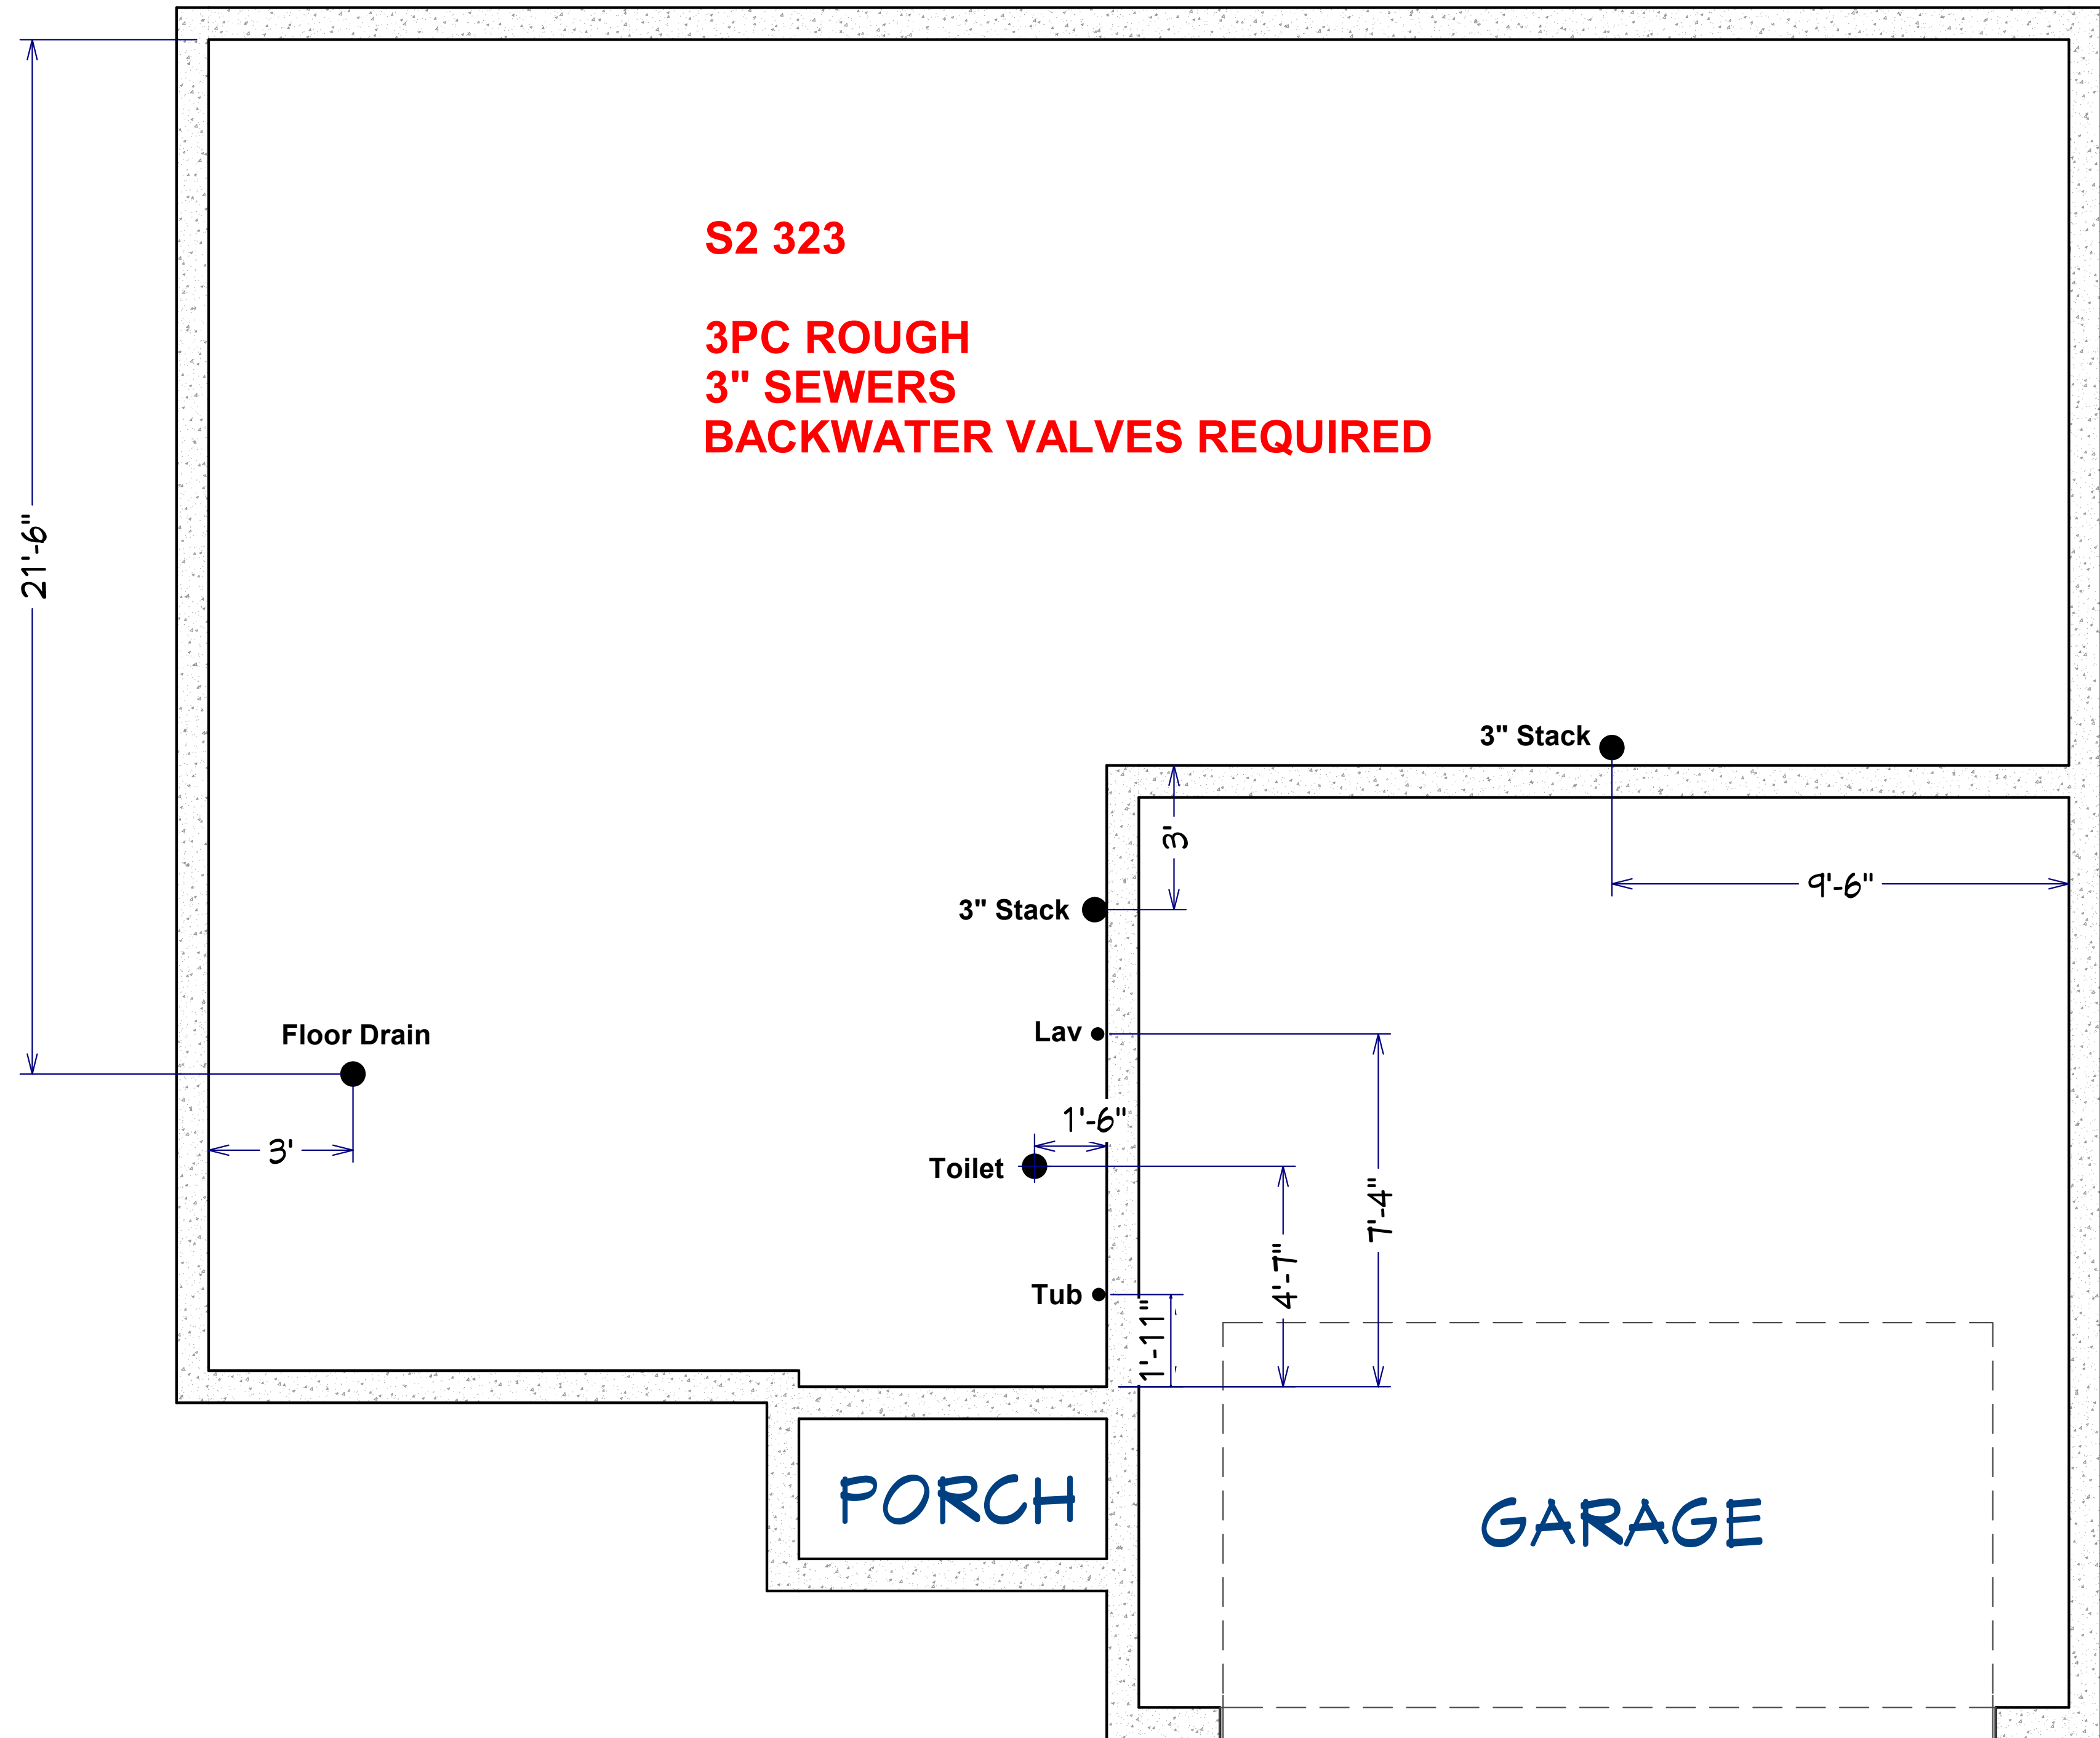 S2 323
3PC ROUGH
3" SEWERS
BACKWATER VALVES REQUIRED
21'-6"
3" Stack
3'
9'-6"
3" Stack
Floor Drain
Lav
1'-6"
3'
Toilet
7'-4"
4'-7"
Tub
1'-11"
PORCH
GARAGE